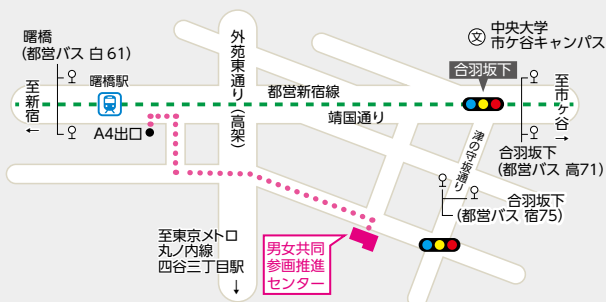 曙橋
(都営バス 白61)
曙橋駅
至新宿
←
A4出口
外苑東通り(高架)
都営新宿線
靖国通り
文
中央大学
市ケ谷キャンパス
合羽坂下
至市ヶ谷
→
合羽坂下
(都営バス 高71)
津の守坂通り
合羽坂下
(都営バス 宿75)
至東京メトロ
丸ノ内線
四谷三丁目駅
↓
男女共同
参画推進
センター